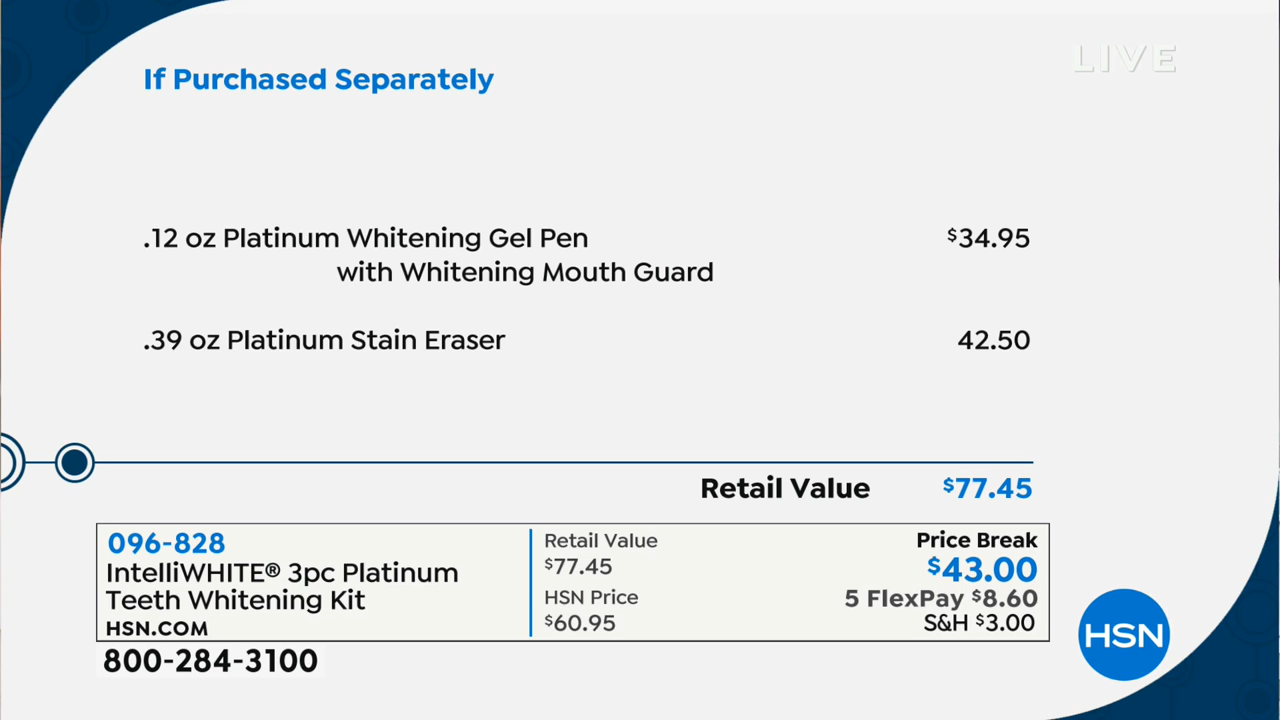 LIVE
If Purchased Separately
.12 oz Platinum Whitening Gel Pen $34.95
with Whitening Mouth Guard
.39 oz Platinum Stain Eraser 42.50
Retail Value $77.45
096-828
IntelliWHITE® 3pc Platinum
Teeth Whitening Kit
HSN.COM
Retail Value
$77.45
HSN Price
$60.95
Price Break
$43.00
5 FlexPay $8.60
S&H $3.00
HSN
800-284-3100